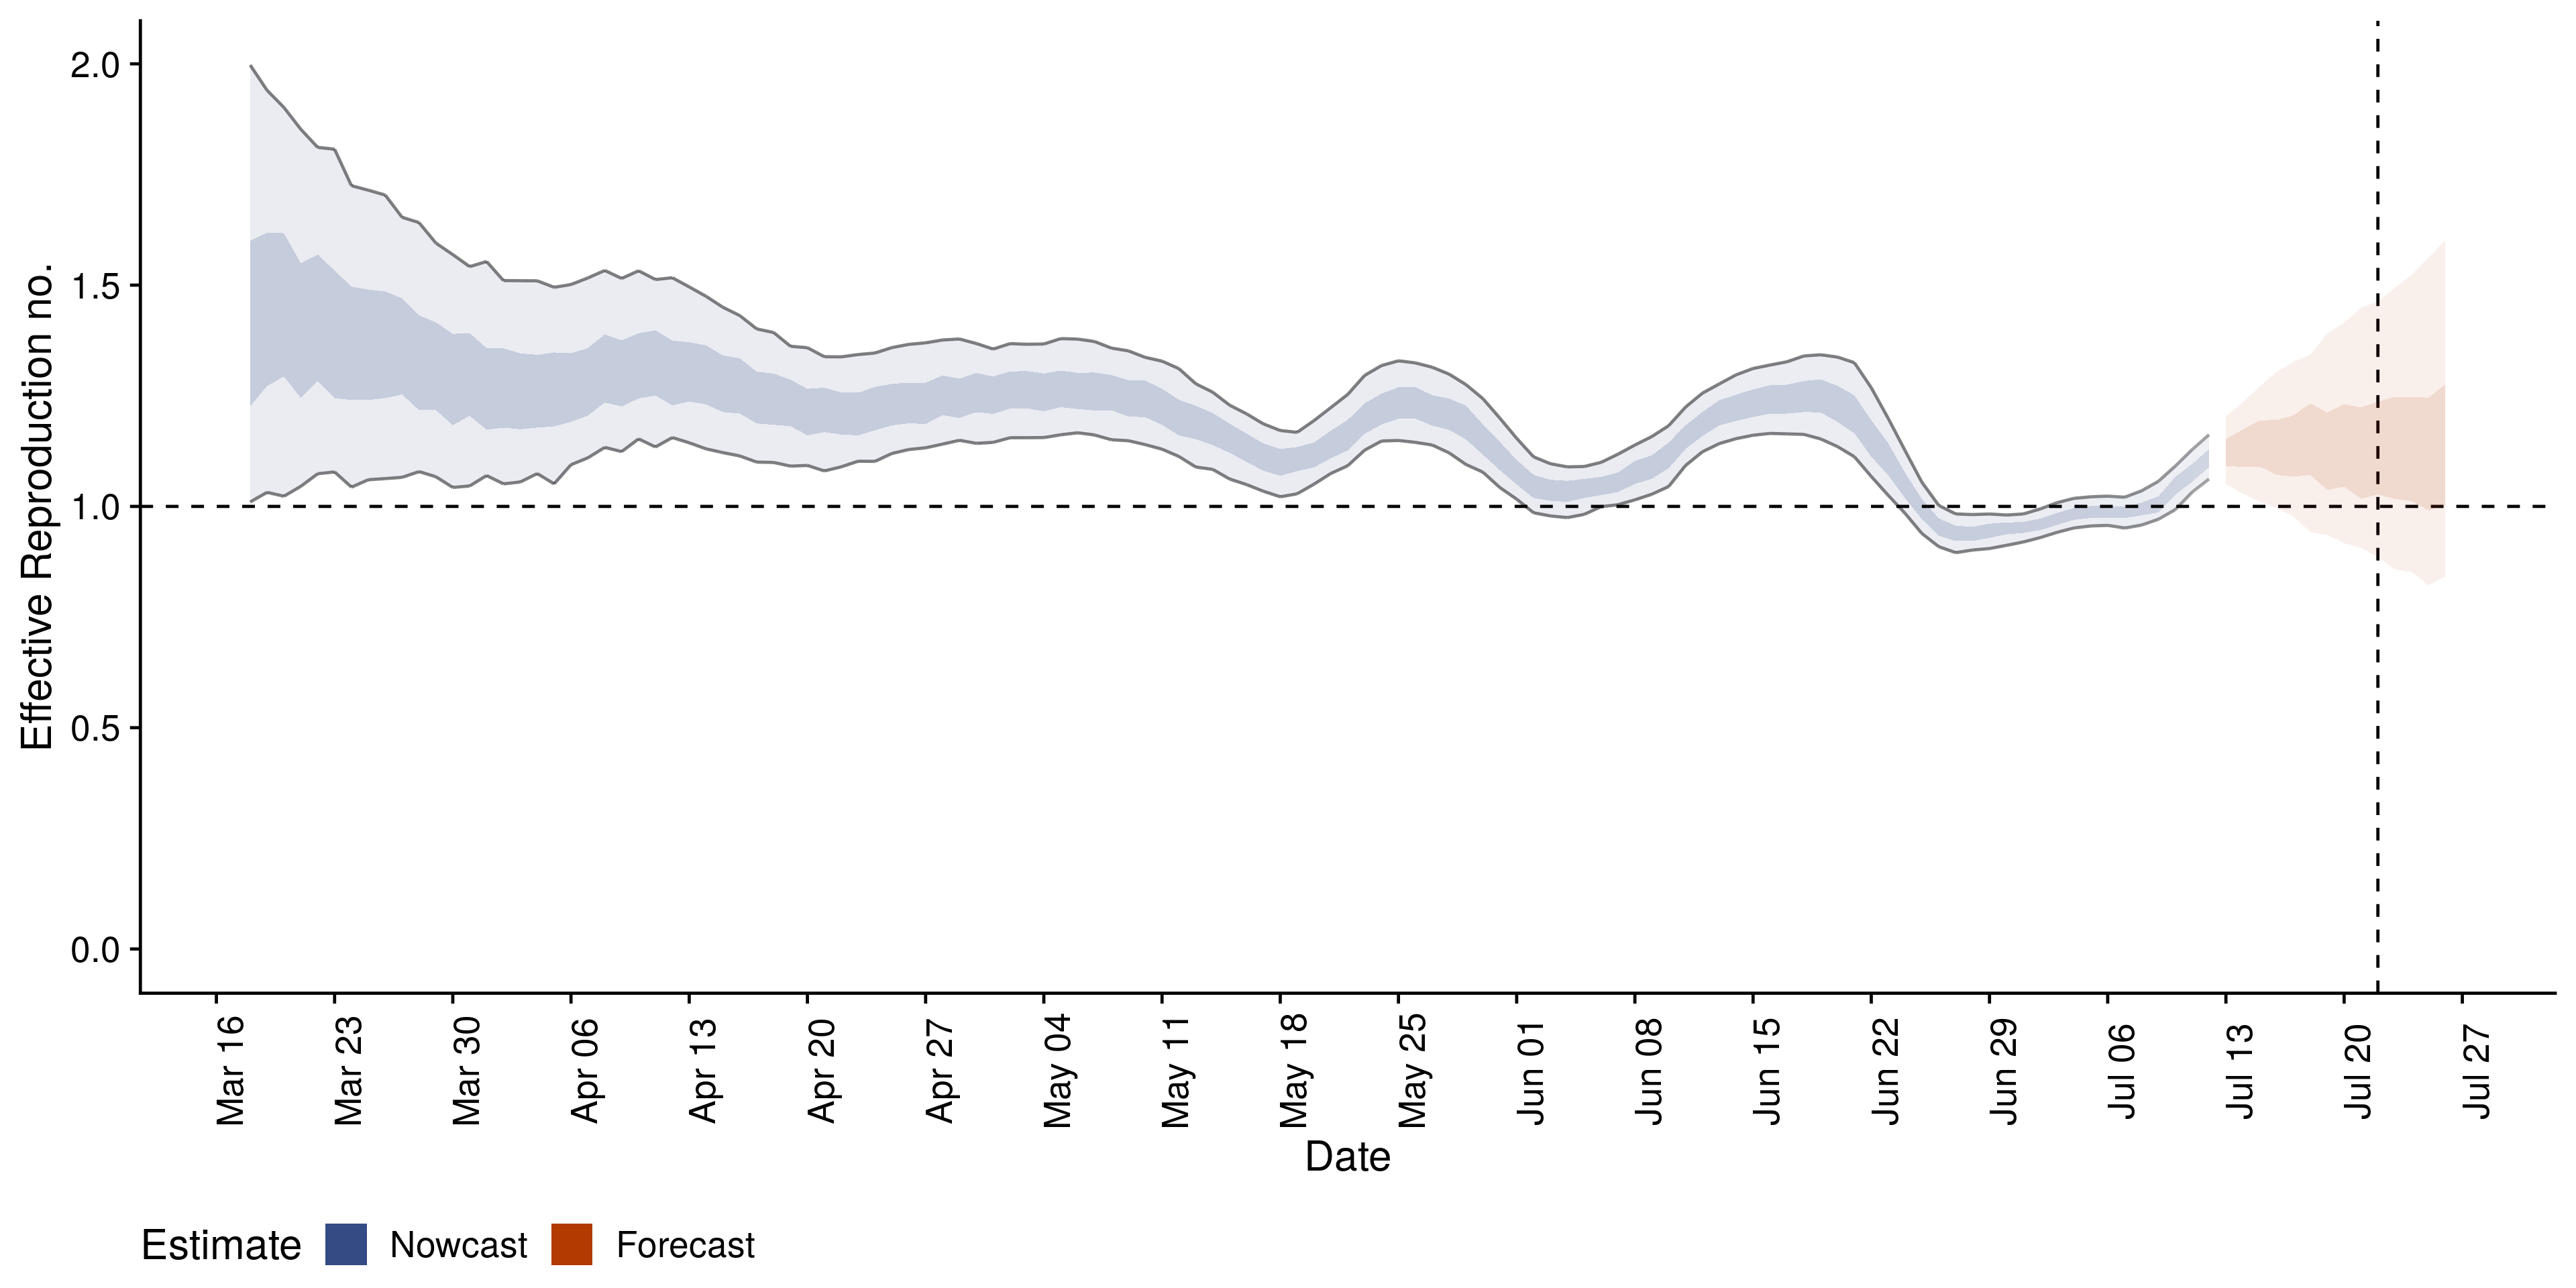 Effective Reproduction no.
2.0
1.5
1.0
0.5
0.0
Mar 16
Mar 23
Mar 30
Apr 06
Apr 13
Apr 20
Apr 27
May 04
May 11
May 18
May 25
Jun 01
Jun 08
Jun 15
Jun 22
Jun 29
Jul 06
Jul 13
Jul 20
Jul 27
Date
Estimate Nowcast Forecast